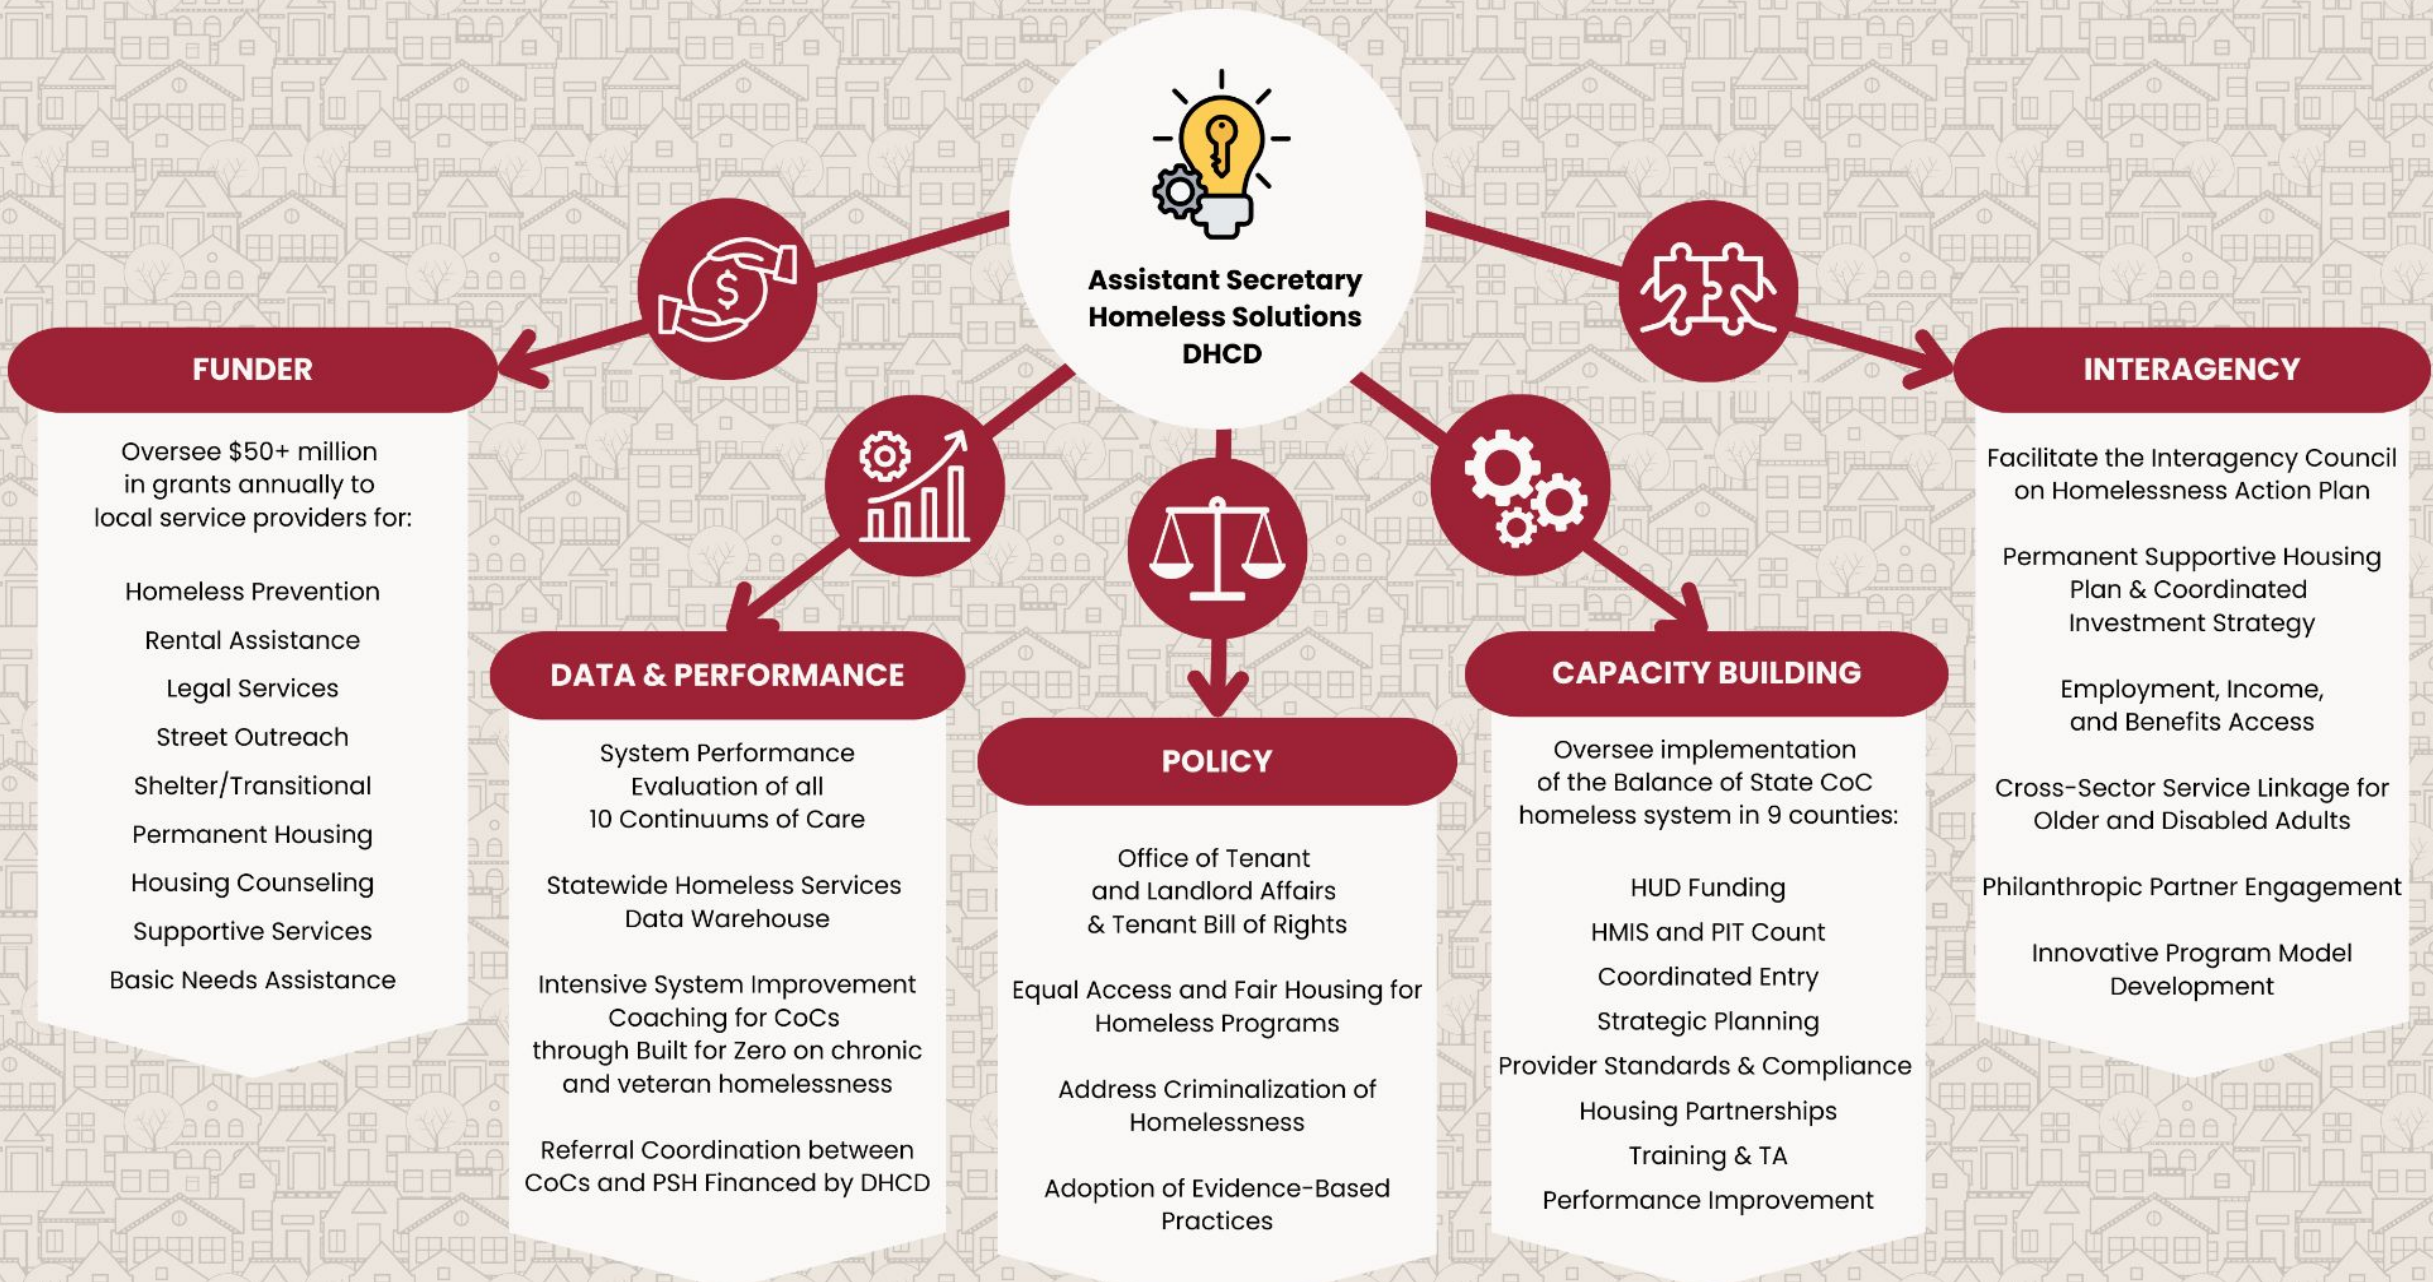 Assistant Secretary
Homeless Solutions
DHCD
FUNDER
Oversee $50+ million
in grants annually to
local service providers for:
Homeless Prevention
Rental Assistance
Legal Services
Street Outreach
Shelter/Transitional
Permanent Housing
Housing Counseling
Supportive Services
Basic Needs Assistance
DATA & PERFORMANCE
System Performance
Evaluation of all
10 Continuums of Care
Statewide Homeless Services
Data Warehouse
Intensive System Improvement
Coaching for CoCs
through Built for Zero on chronic
and veteran homelessness
Referral Coordination between
CoCs and PSH Financed by DHCD
POLICY
Office of Tenant
and Landlord Affairs
& Tenant Bill of Rights
Equal Access and Fair Housing for
Homeless Programs
Address Criminalization of
Homelessness
Adoption of Evidence-Based
Practices
CAPACITY BUILDING
Oversee implementation
of the Balance of State CoC
homeless system in 9 counties:
HUD Funding
HMIS and PIT Count
Coordinated Entry
Strategic Planning
Provider Standards & Compliance
Housing Partnerships
Training & TA
Performance Improvement
INTERAGENCY
Facilitate the Interagency Council
on Homelessness Action Plan
Permanent Supportive Housing
Plan & Coordinated
Investment Strategy
Employment, Income,
and Benefits Access
Cross-Sector Service Linkage for
Older and Disabled Adults
Philanthropic Partner Engagement
Innovative Program Model
Development